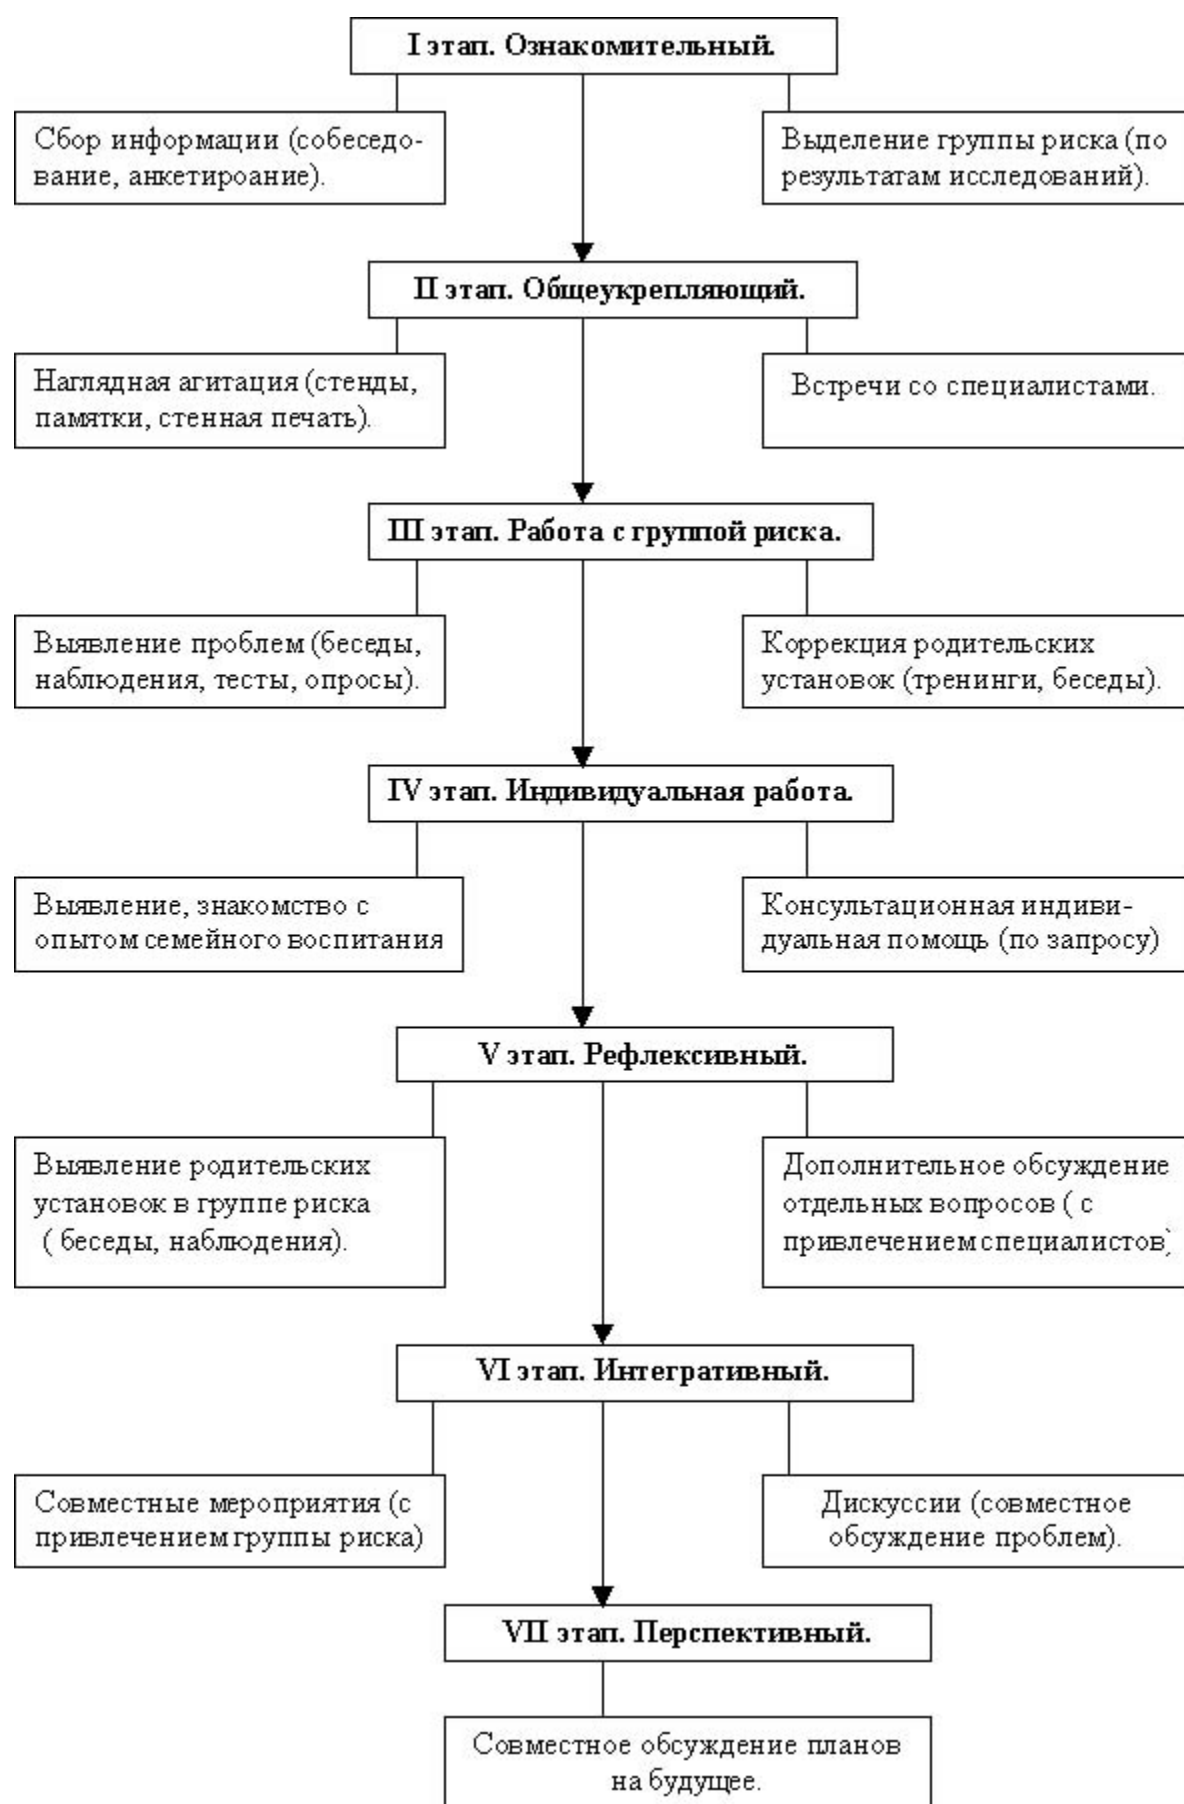 I этап. Ознакомительный.
Сбор информации (собеседо-
вание, анкетироание).
Выделение группы риска (по
результатам исследований).
II этап. Общеукрепляющий.
Наглядная агитация (стенды,
памятки, стенная печать).
Встречи со специалистами.
III этап. Работа с группой риска.
Выявление проблем (беседы,
наблюдения, тесты, опросы).
Коррекция родительских
установок (тренинги, беседы).
IV этап. Индивидуальная работа.
Выявление, знакомство с
опытом семейного воспитания
Консультационная индиви-
дуальная помощь (по запросу)
V этап. Рефлексивный.
Выявление родительских
установок в группе риска
( беседы, наблюдения).
Дополнительное обсуждение
отдельных вопросов ( с
привлечением специалистов)
VI этап. Интегративный.
Совместные мероприятия (с
привлечением группы риска)
Дискуссии (совместное
обсуждение проблем).
VII этап. Перспективный.
Совместное обсуждение планов
на будущее.